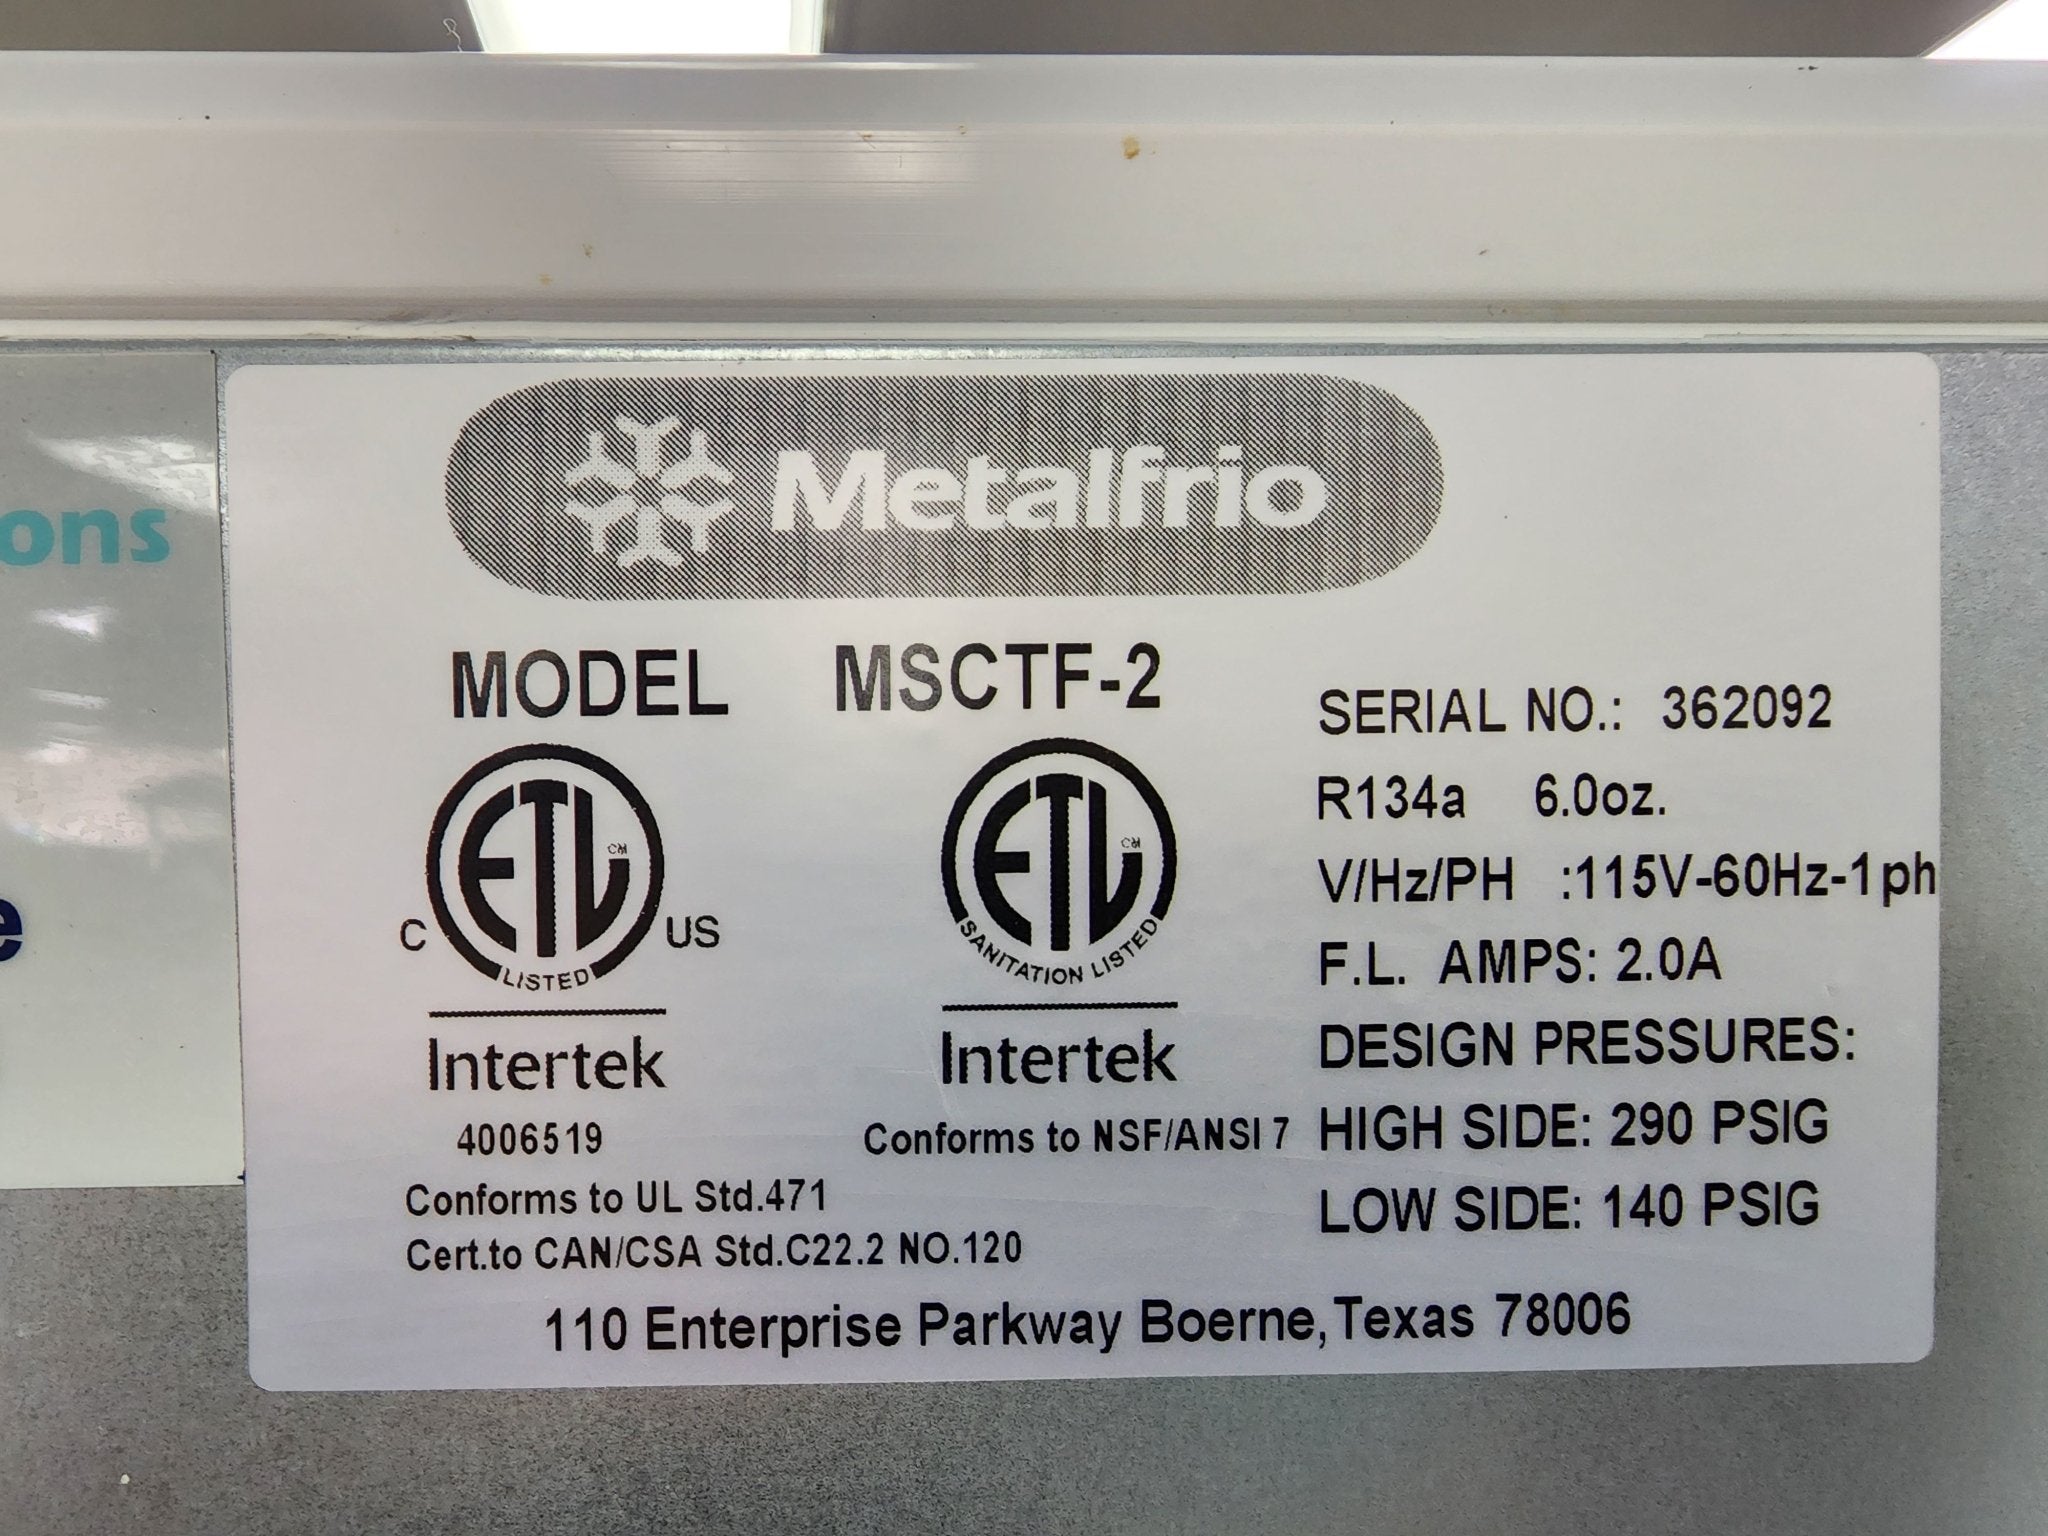 ons
e
Metalfrio
MODEL MSCTF-2
SERIAL NO.: 362092
R134a 6.0oz.
V/Hz/PH :115V-60Hz-1ph
F.L. AMPS: 2.0A
DESIGN PRESSURES:
HIGH SIDE: 290 PSIG
LOW SIDE: 140 PSIG
C ETL CM US
LISTED
Intertek
4006519
Conforms to UL Std.471
Cert.to CAN/CSA Std.C22.2 NO.120
ETL CM
SANITATION LISTED
Intertek
Conforms to NSF/ANSI 7
110 Enterprise Parkway Boerne,Texas 78006